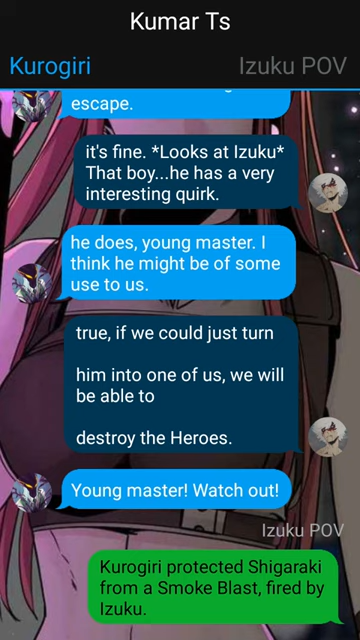 Kumar Ts
Kurogiri
Izuku POV
escape.
it's fine. *Looks at Izuku*
That boy...he has a very
interesting quirk.
he does, young master. I
think he might be of some
use to us.
true, if we could just turn
him into one of us, we will
be able to
destroy the Heroes.
Young master! Watch out!
Izuku POV
Kurogiri protected Shigaraki
from a Smoke Blast, fired by
Izuku.